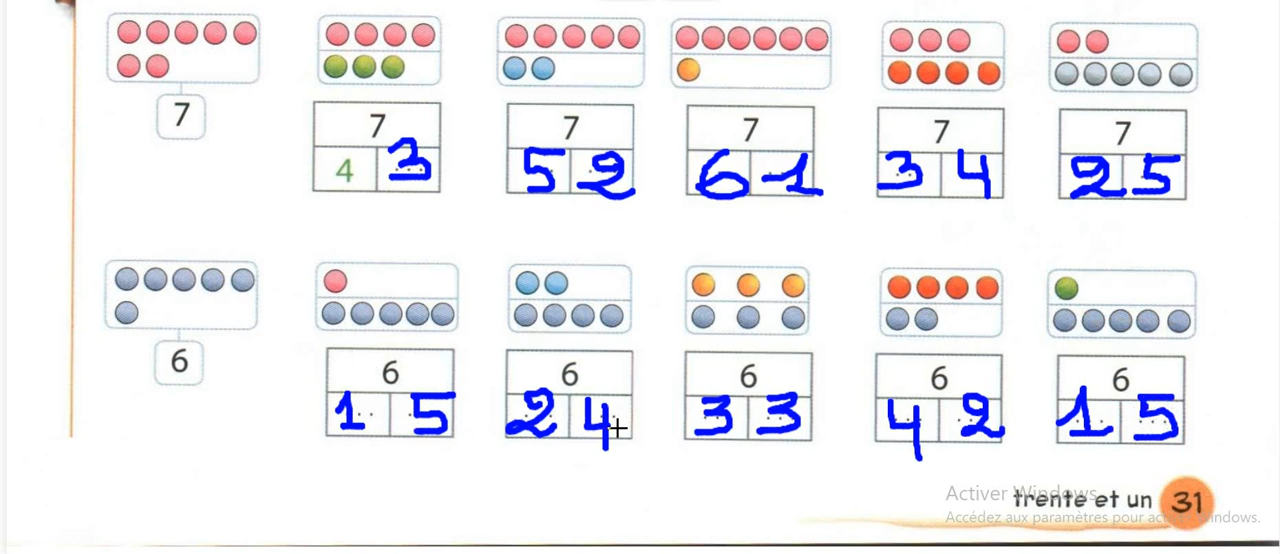 7
7 7 7 7 7
4 3 5 2 6 1 3 4 2 5
6
6 6 6 6 6
1 5 2 4 3 3 4 2 1 5
Activer Windows
trente et un 31
Accédez aux paramètres pour activer Windows.